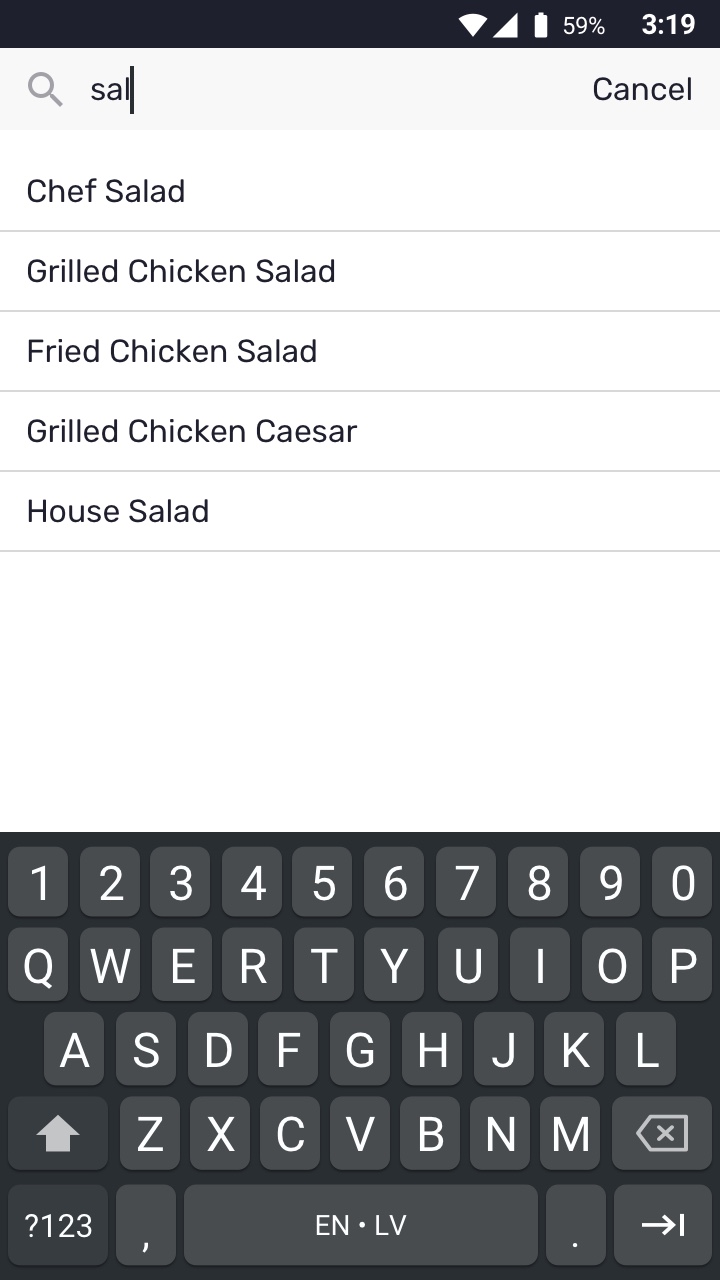 59% 3:19
sal Cancel
Chef Salad
Grilled Chicken Salad
Fried Chicken Salad
Grilled Chicken Caesar
House Salad
1 2 3 4 5 6 7 8 9 0
Q W E R T Y U I O P
A S D F G H J K L
Z X C V B N M
?123 , EN • LV .